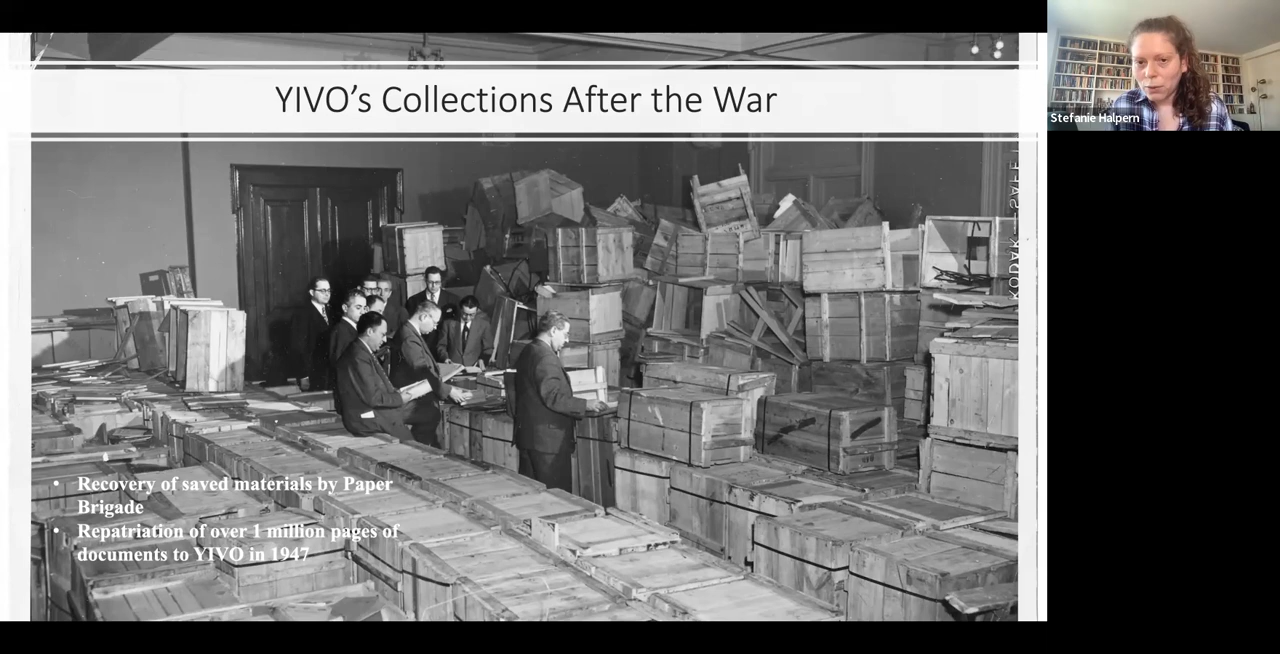 YIVO's Collections After the War
Stefanie Halpern
KODAK - SAFET
• Recovery of saved materials by Paper
Brigade
• Repatriation of over 1 million pages of
documents to YIVO in 1947